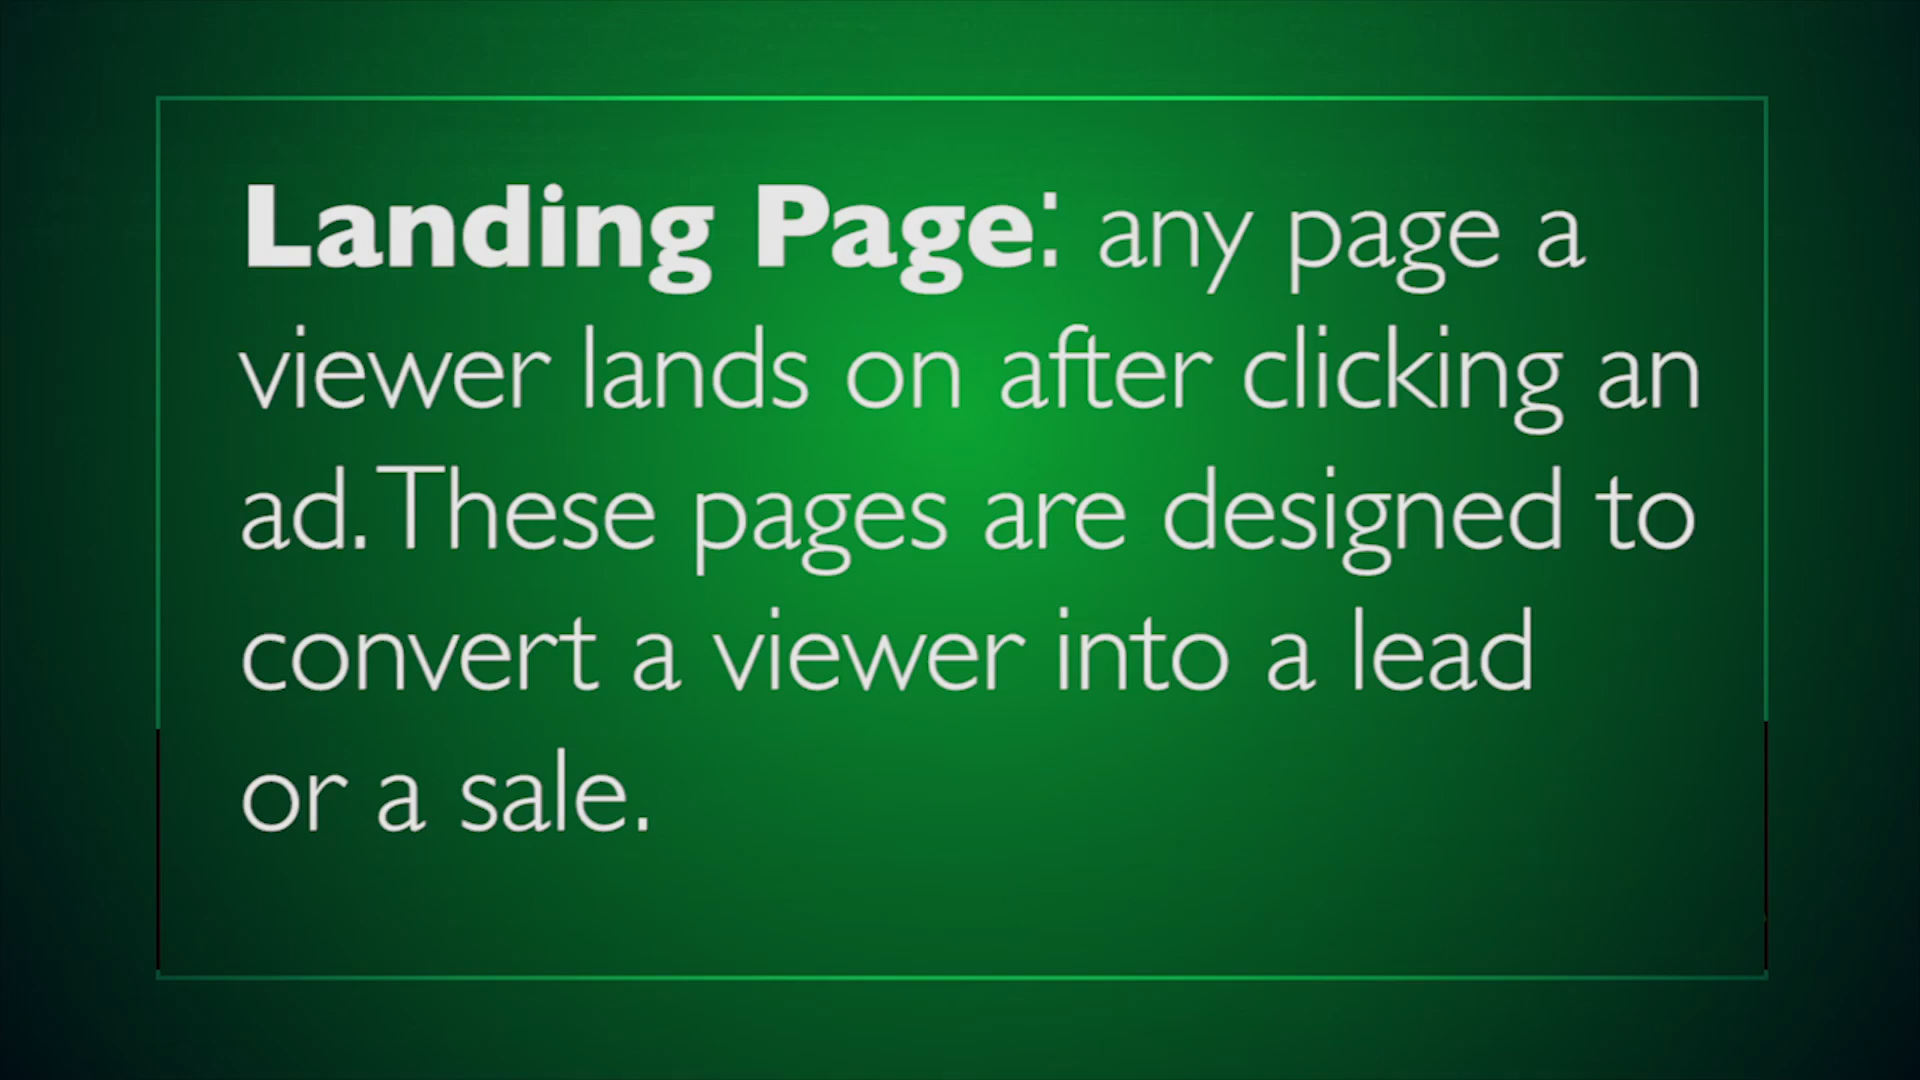 Landing Page: any page a
viewer lands on after clicking an
ad. These pages are designed to
convert a viewer into a lead
or a sale.